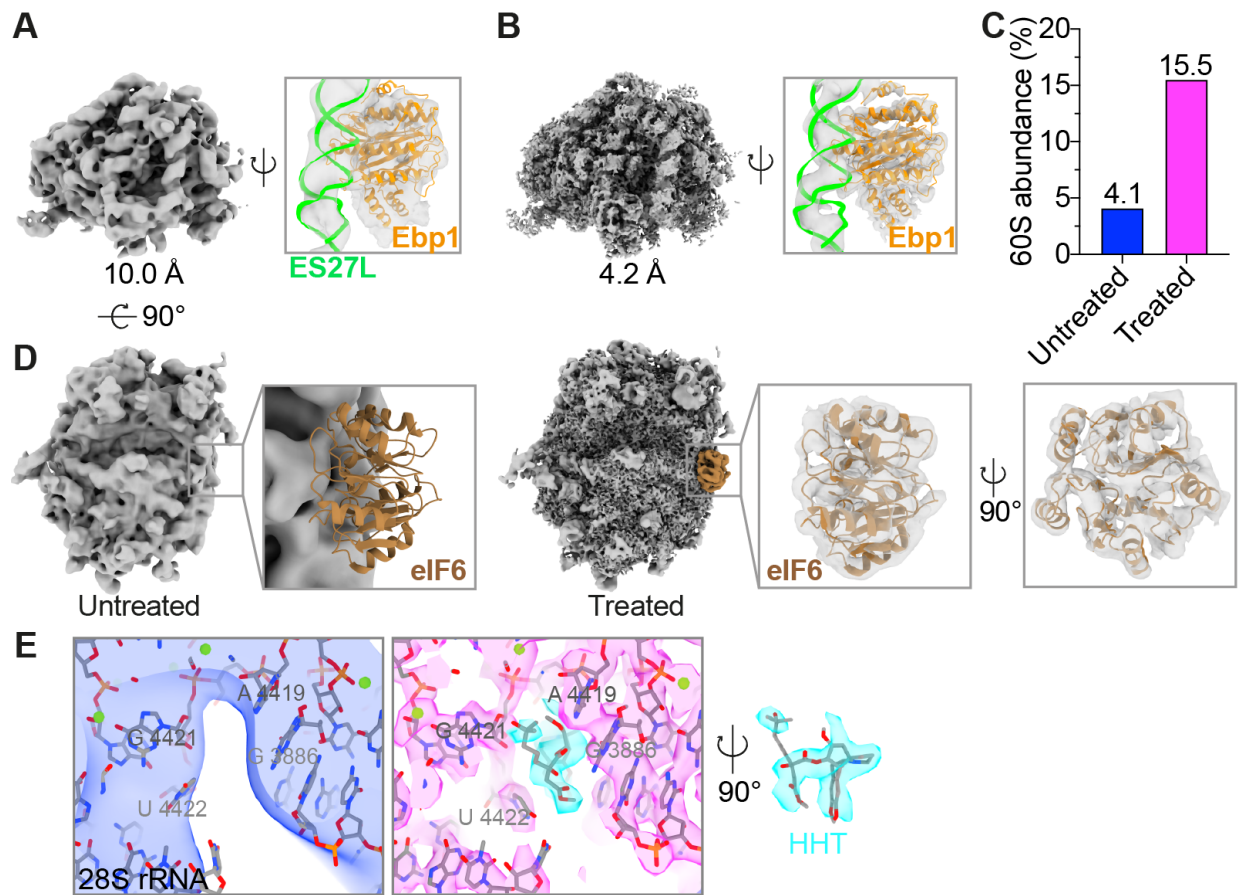 A
B
C
Ebp1
ES27L
10.0 Å
90°
Ebp1
4.2 Å
60S abundance (%)
20
15
10
5
0
4.1
15.5
Untreated
Treated
D
eIF6
Untreated
eIF6
Treated
90°
E
A 4419
G 4421
G 3886
U 4422
28S rRNA
A 4419
G 4421
G 3886
U 4422
90°
HHT